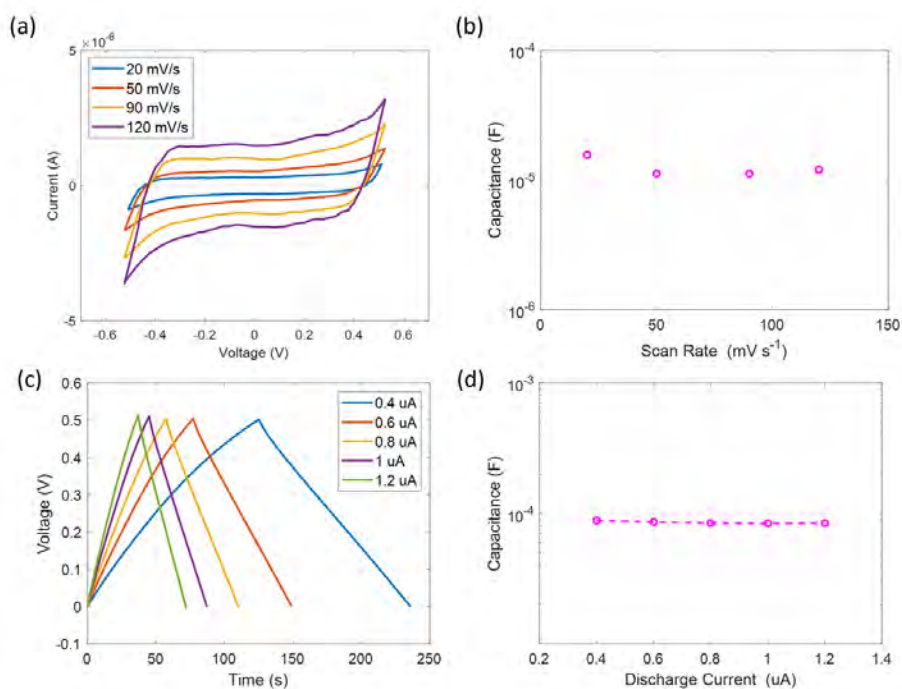 (a)
×10⁻⁶
5
0
-5
Current (A)
20 mV/s
50 mV/s
90 mV/s
120 mV/s
-0.6 -0.4 -0.2 0 0.2 0.4 0.6
Voltage (V)
(b)
10⁻⁴
10⁻⁵
10⁻⁶
Capacitance (F)
0 50 100 150
Scan Rate (mV s⁻¹)
(c)
0.6
0.5
0.4
0.3
0.2
0.1
0
-0.1
Voltage (V)
0.4 uA
0.6 uA
0.8 uA
1 uA
1.2 uA
0 50 100 150 200 250
Time (s)
(d)
10⁻³
10⁻⁴
Capacitance (F)
0.2 0.4 0.6 0.8 1 1.2 1.4
Discharge Current (uA)